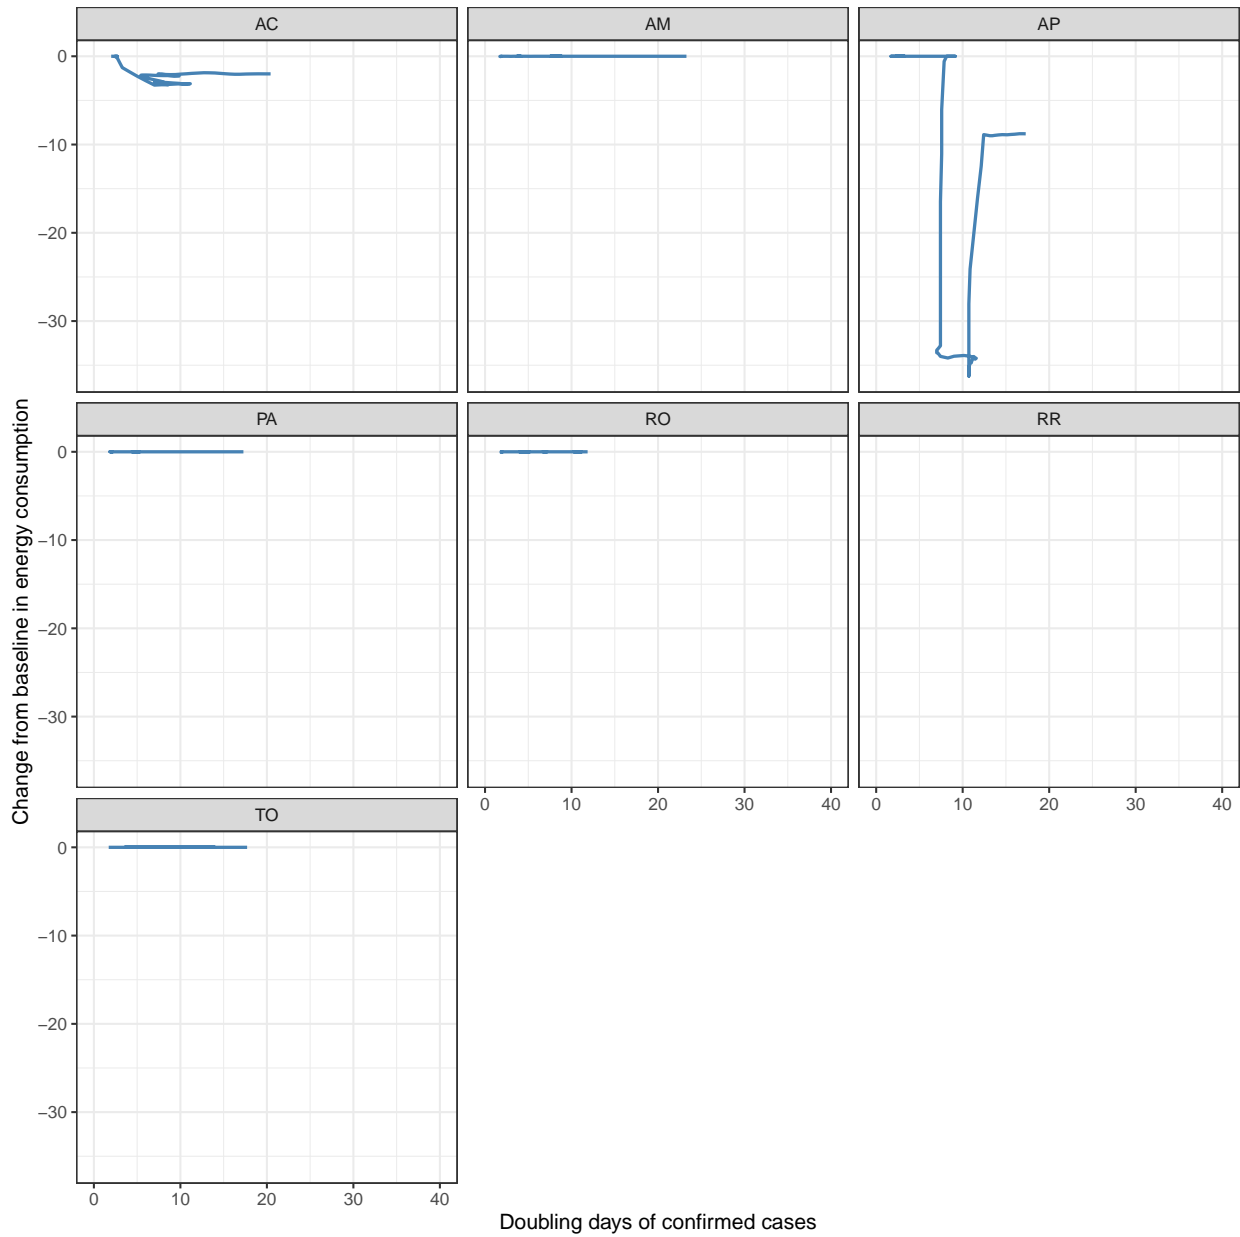 AC AM AP
0
−10
−20
−30
PA RO RR
0
−10
−20
−30
0 10 20 30 40 0 10 20 30 40
TO
0
−10
−20
−30
0 10 20 30 40
Change from baseline in energy consumption
Doubling days of confirmed cases